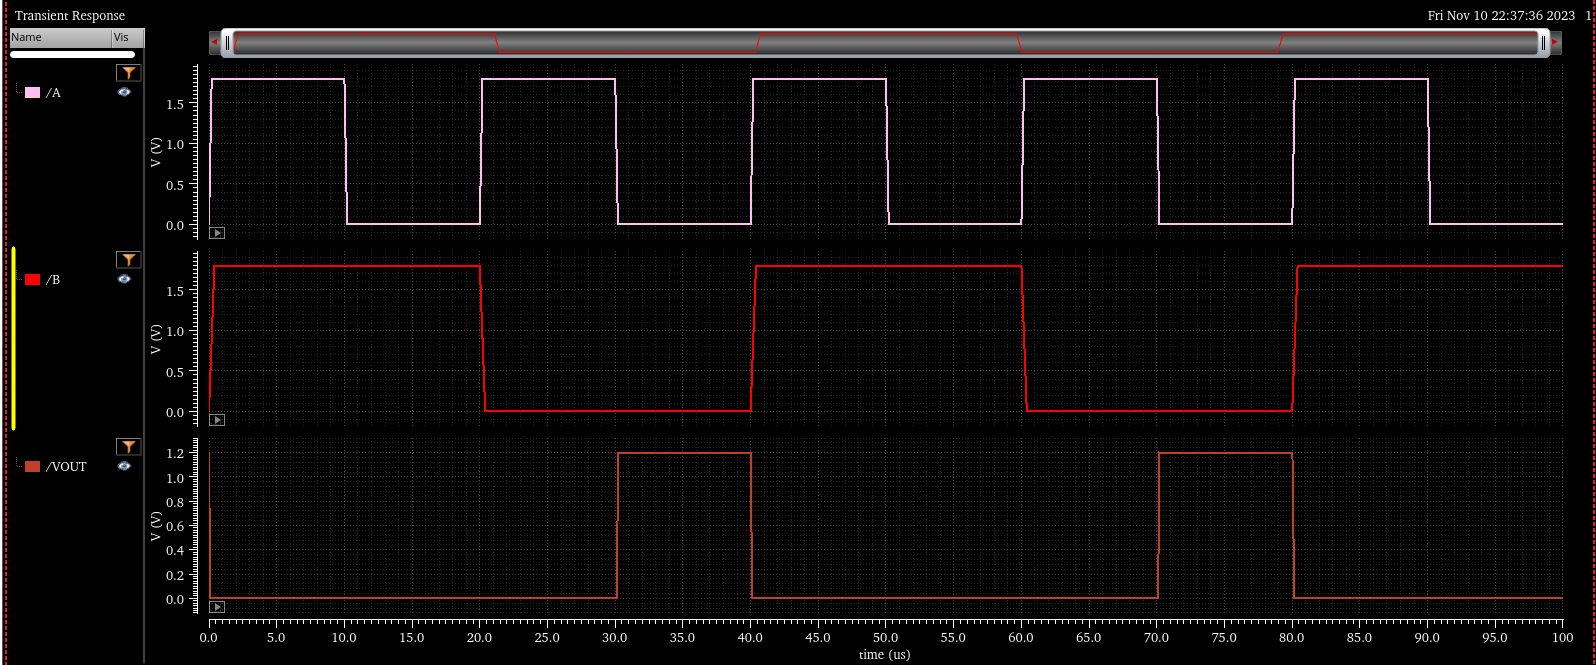 Transient Response
Fri Nov 10 22:37:36 2023 1
Name Vis
/A
V (V)
1.5
1.0
0.5
0.0
/B
V (V)
1.5
1.0
0.5
0.0
/VOUT
V (V)
1.2
1.0
0.8
0.6
0.4
0.2
0.0
0.0 5.0 10.0 15.0 20.0 25.0 30.0 35.0 40.0 45.0 50.0 55.0 60.0 65.0 70.0 75.0 80.0 85.0 90.0 95.0 100
time (us)